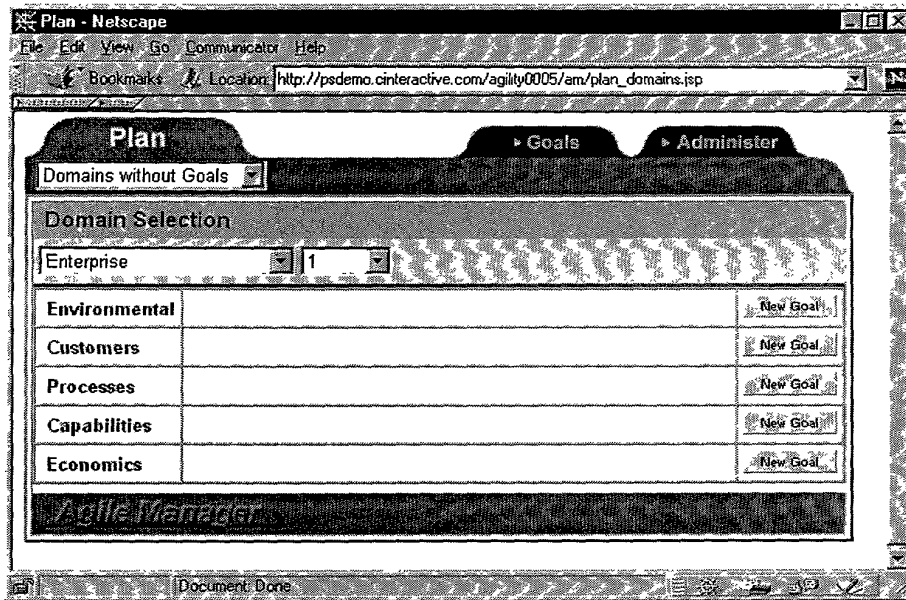 Plan - Netscape
File Edit View Go Communicator Help
Bookmarks Location: http://psdemo.cinteractive.com/agility0005/am/plan_domains.jsp
Plan Goals Administer
Domains without Goals
Domain Selection
Enterprise 1
Environmental New Goal
Customers New Goal
Processes New Goal
Capabilities New Goal
Economics New Goal
Agile Manager
Document: Done